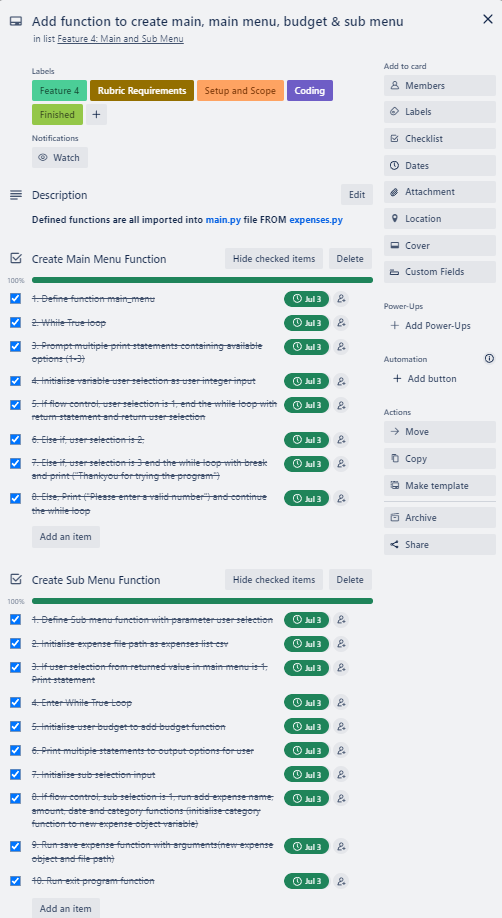 Add function to create main, main menu, budget & sub menu
in list Feature 4: Main and Sub Menu
Labels
Feature 4
Rubric Requirements
Setup and Scope
Coding
Finished
+
Notifications
Watch
Description
Edit
Defined functions are all imported into main.py file FROM expenses.py
Create Main Menu Function
Hide checked items
Delete
100%
1. Define function main_menu
Jul 3
2. While True loop
Jul 3
3. Prompt multiple print statements containing available
options (1-3)
Jul 3
4. Initialise variable user selection as user integer input
Jul 3
5. If flow control, user selection is 1, end the while loop with
return statement and return user selection
Jul 3
6. Else if, user selection is 2,
Jul 3
7. Else if, user selection is 3 end the while loop with break
and print ("Thankyou for trying the program")
Jul 3
8. Else, Print ("Please enter a valid number") and continue
the while loop
Jul 3
Add an item
Create Sub Menu Function
Hide checked items
Delete
100%
1. Define Sub menu function with parameter user selection
Jul 3
2. Initialise expense file path as expenses list csv
Jul 3
3. If user selection from returned value in main menu is 1,
Print statement
Jul 3
4. Enter While True Loop
Jul 3
5. Initialise user budget to add budget function
Jul 3
6. Print multiple statements to output options for user
Jul 3
7. Initialise sub selection input
Jul 3
8. If flow control, sub selection is 1, run add expense name,
amount, date and category functions (initialise category
function to new expense object variable)
Jul 3
9. Run save expense function with arguments(new expense
object and file path)
Jul 3
10. Run exit program function
Jul 3
Add an item
Add to card
Members
Labels
Checklist
Dates
Attachment
Location
Cover
Custom Fields
Power-Ups
+ Add Power-Ups
Automation
+ Add button
Actions
Move
Copy
Make template
Archive
Share